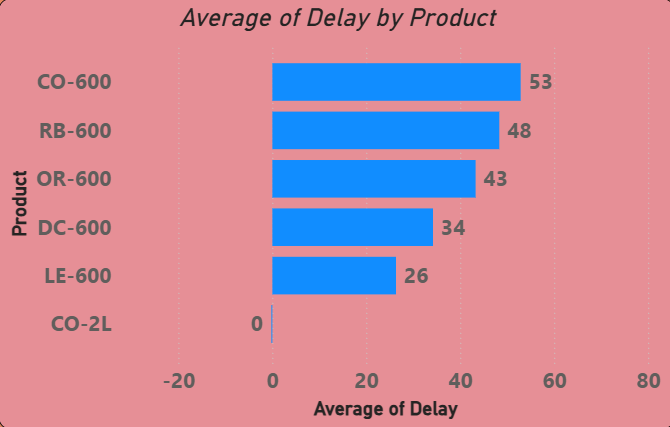 Average of Delay by Product
Product
CO-600 53
RB-600 48
OR-600 43
DC-600 34
LE-600 26
CO-2L 0
-20 0 20 40 60 80
Average of Delay